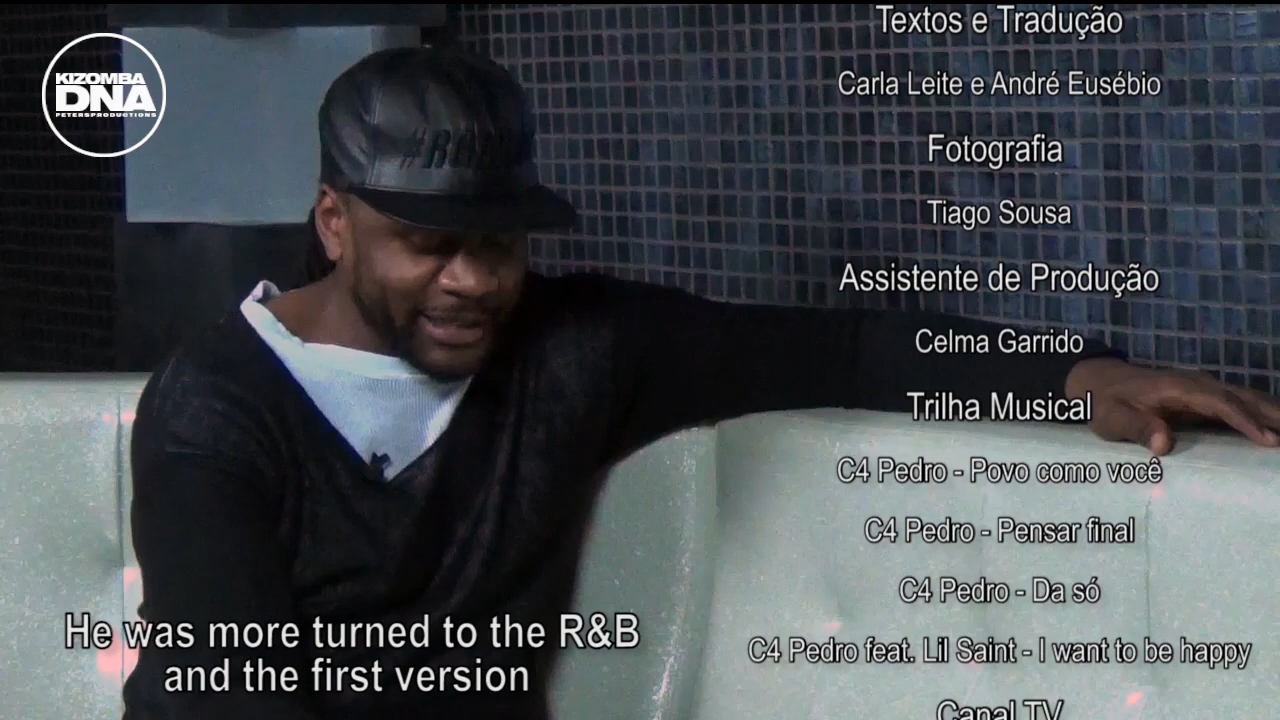 KIZOMBA
DNA
PETERSPRODUCTIONS
Textos e Tradução
Carla Leite e André Eusébio
Fotografia
Tiago Sousa
Assistente de Produção
Celma Garrido
Trilha Musical
C4 Pedro - Povo como você
C4 Pedro - Pensar final
C4 Pedro - Da só
C4 Pedro feat. Lil Saint - I want to be happy
Canal TV
He was more turned to the R&B
and the first version